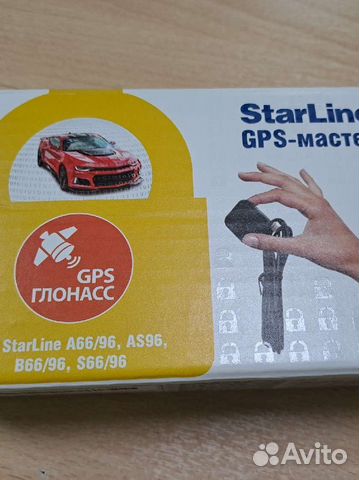 StarLine
GPS-масте
GPS
ГЛОНАСС
StarLine A66/96, AS96,
B66/96, S66/96
Avito